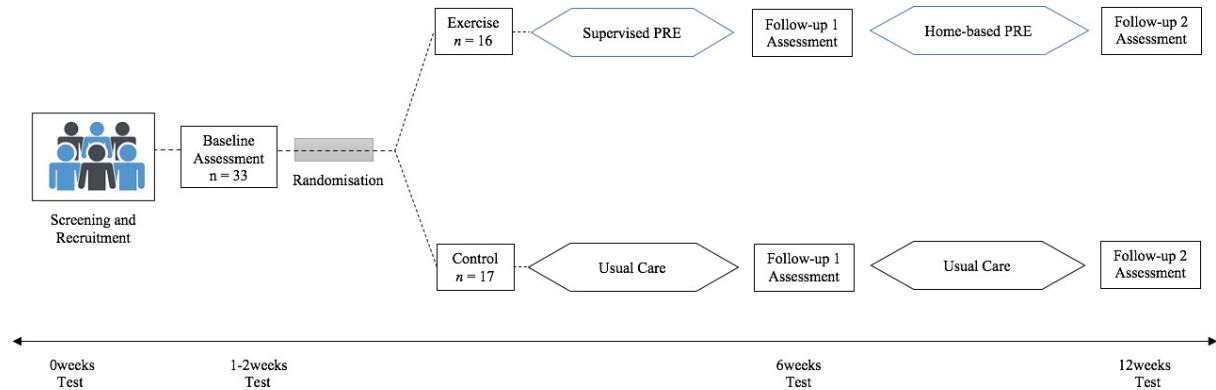 Screening and
Recruitment
Baseline
Assessment
n = 33
Randomisation
Exercise
n = 16
Supervised PRE
Follow-up 1
Assessment
Home-based PRE
Follow-up 2
Assessment
Control
n = 17
Usual Care
Follow-up 1
Assessment
Usual Care
Follow-up 2
Assessment
0weeks
Test
1-2weeks
Test
6weeks
Test
12weeks
Test